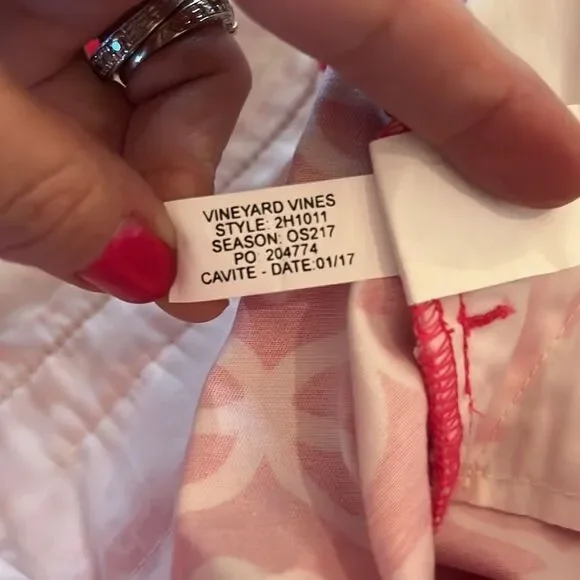 VINEYARD VINES
STYLE: 2H1011
SEASON: OS217
PO 204774
CAVITE - DATE:01/17